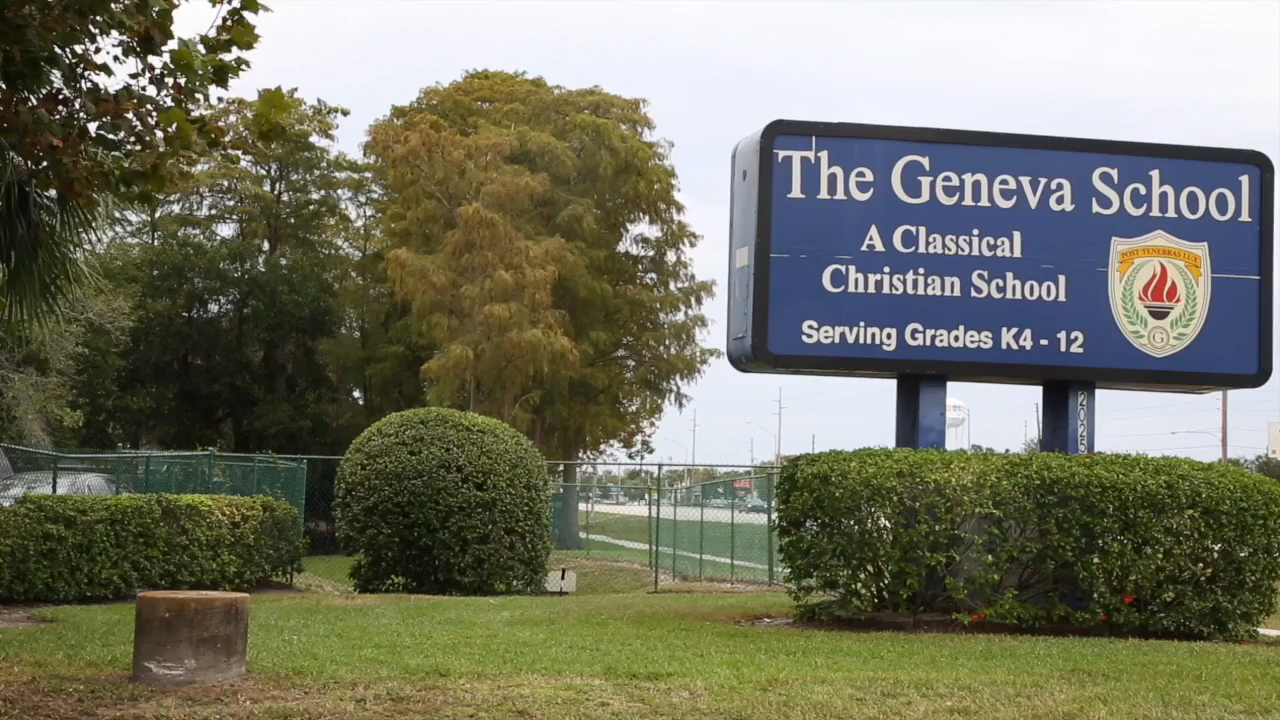 The Geneva School
A Classical
Christian School
POST TENEBRAS LUX
G
Serving Grades K4 - 12
2025